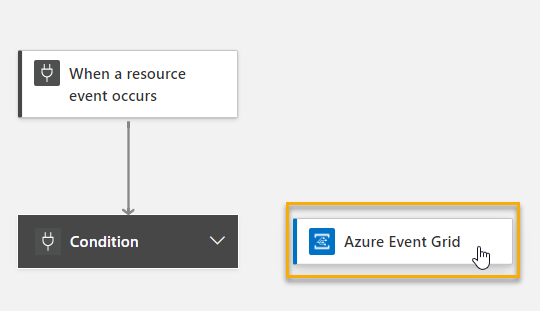 When a resource
event occurs
Condition
Azure Event Grid